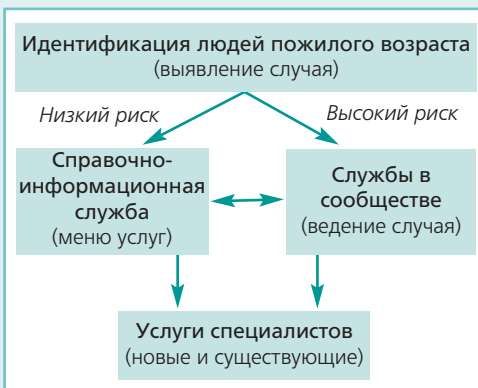 Идентификация людей пожилого возраста
(выявление случая)
Низкий риск
Высокий риск
Справочно-
информационная
служба
(меню услуг)
Службы в
сообществе
(ведение случая)
Услуги специалистов
(новые и существующие)